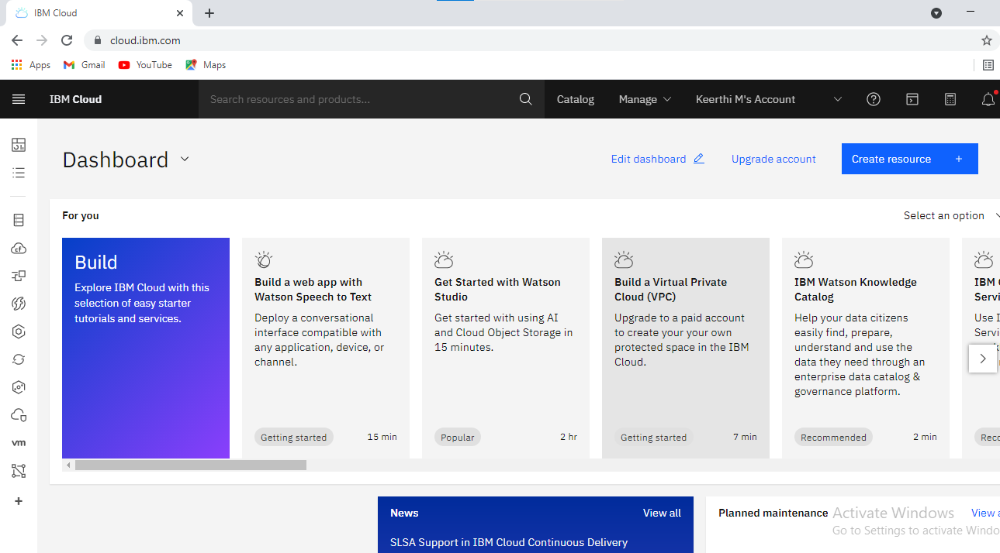 IBM Cloud
cloud.ibm.com
Apps Gmail YouTube Maps
IBM Cloud Search resources and products... Catalog Manage Keerthi M's Account
Dashboard Edit dashboard Upgrade account Create resource +
For you Select an option
Build
Explore IBM Cloud with this
selection of easy starter
tutorials and services.
Build a web app with
Watson Speech to Text
Deploy a conversational
interface compatible with
any application, device, or
channel.
Getting started 15 min
Get Started with Watson
Studio
Get started with using AI
and Cloud Object Storage in
15 minutes.
Popular 2 hr
Build a Virtual Private
Cloud (VPC)
Upgrade to a paid account
to create your your own
protected space in the IBM
Cloud.
Getting started 7 min
IBM Watson Knowledge
Catalog
Help your data citizens
easily find, prepare,
understand and use the
data they need through an
enterprise data catalog &
governance platform.
Recommended 2 min
IBM
Servi
Use I
Servi
Reco
cf
vm
News View all
SLSA Support in IBM Cloud Continuous Delivery
Planned maintenance View a
Activate Windows
Go to Settings to activate Windo